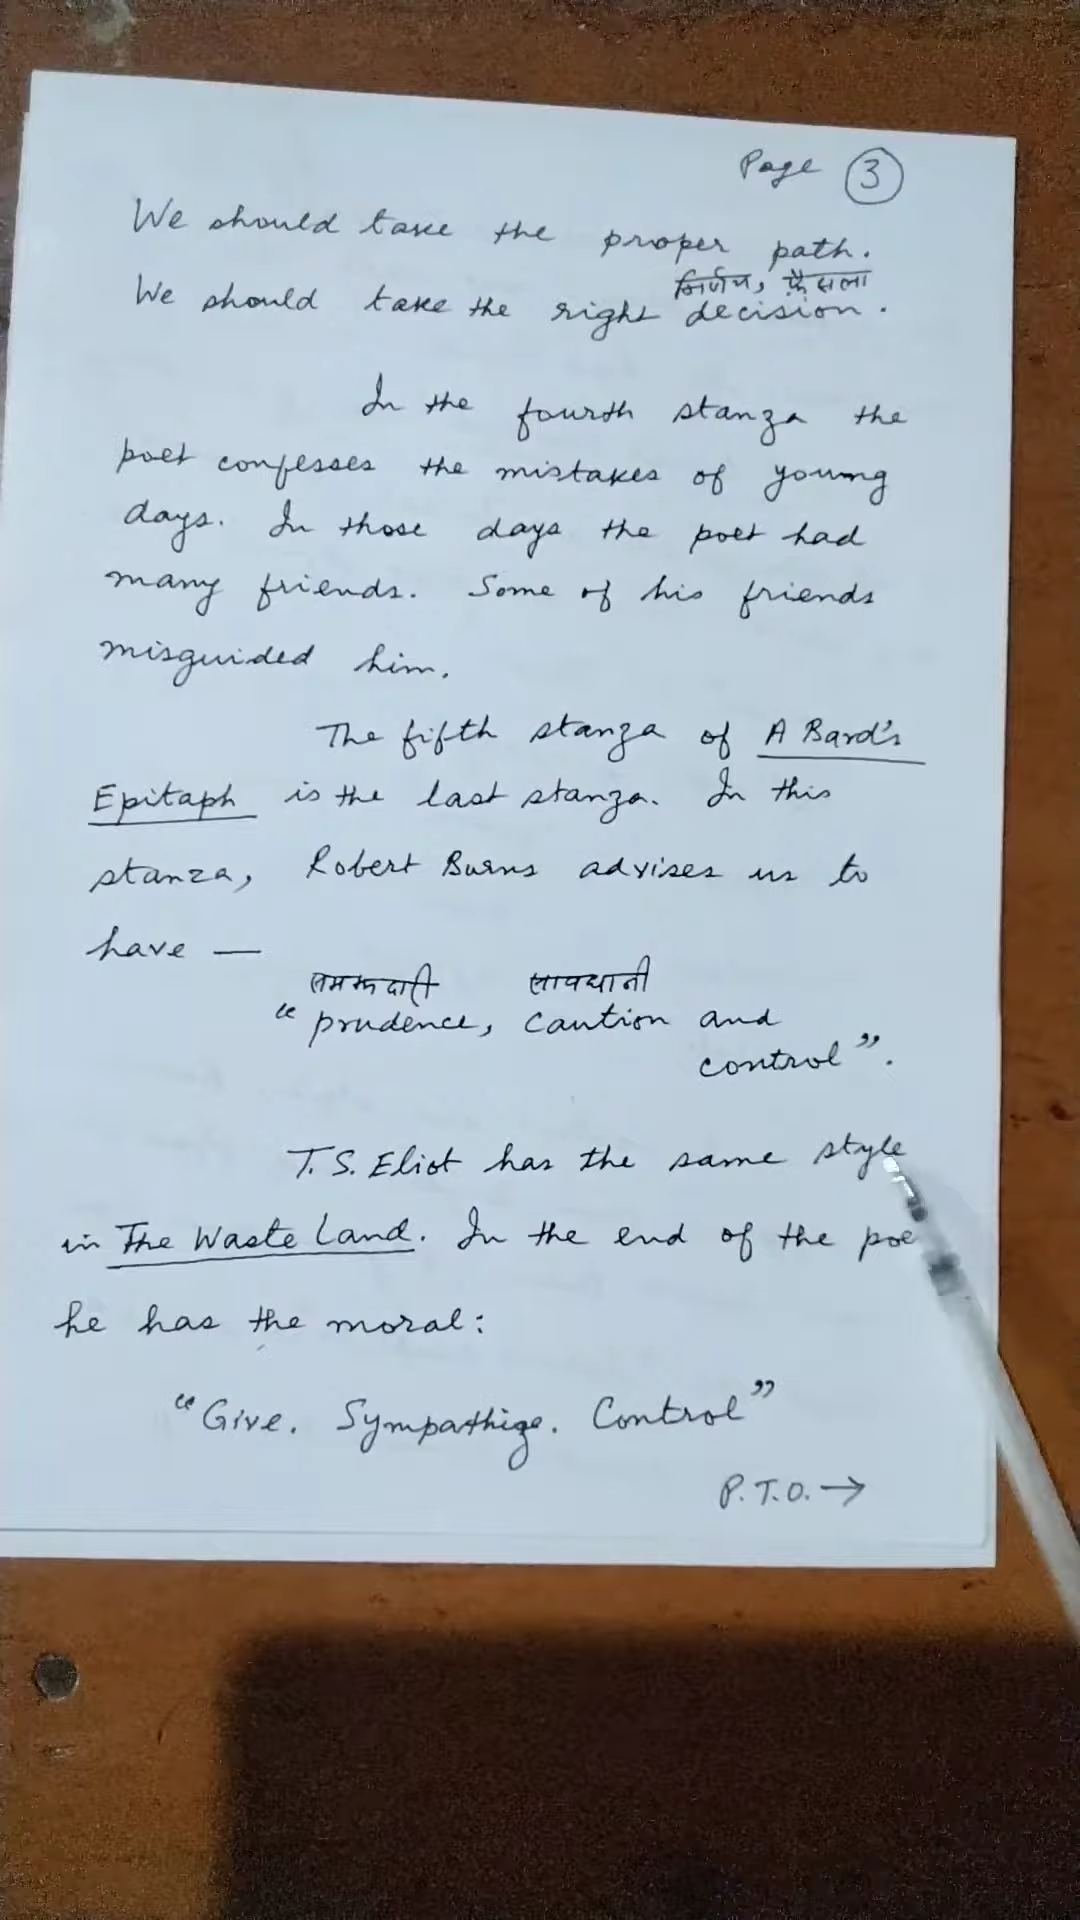 Page 3
We should take the proper path.
निर्णय, फ़ैसला
We should take the right decision.
In the fourth stanza the
poet confesses the mistakes of young
days. In those days the poet had
many friends. Some of his friends
misguided him.
The fifth stanza of A Bard's
Epitaph is the last stanza. In this
stanza, Robert Burns advises us to
have —
समझदारी सावधानी
"prudence, caution and
control".
T. S. Eliot has the same style
in The Waste Land. In the end of the poe
he has the moral:
"Give. Sympathize. Control"
P.T.O. →